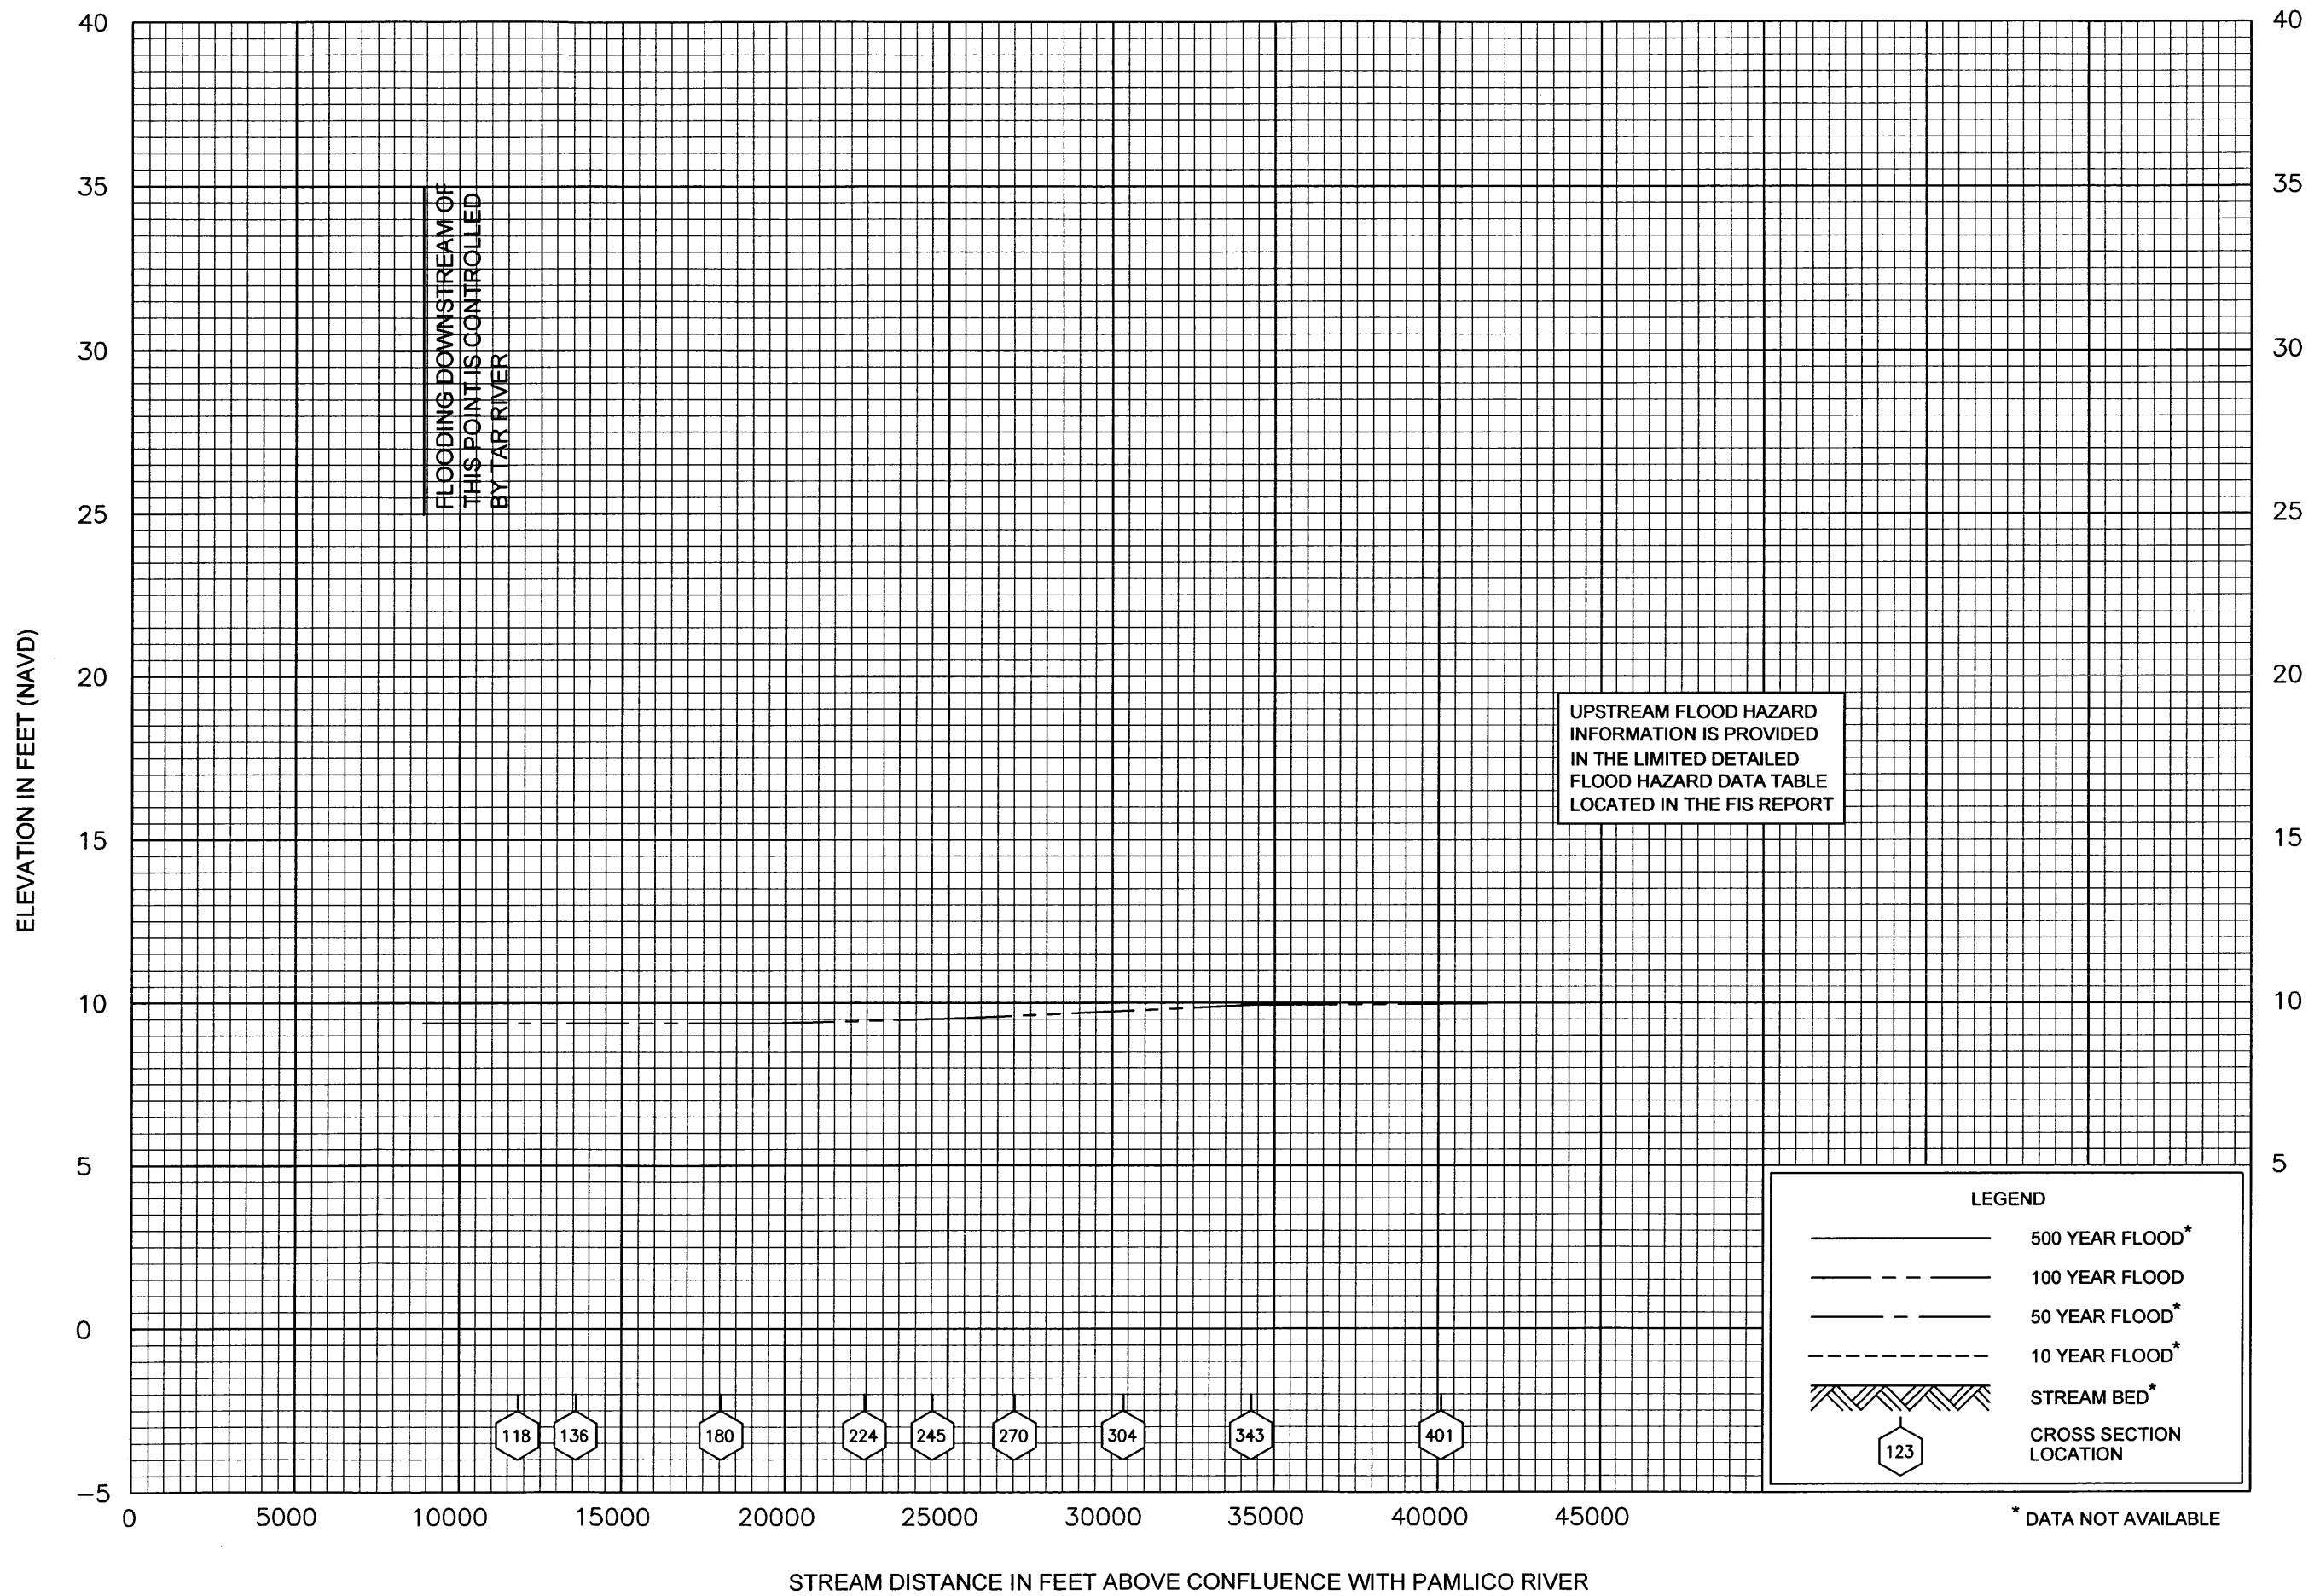 40
35
30
25
20
15
10
5
0
−5
40
35
30
25
20
15
10
5
ELEVATION IN FEET (NAVD)
FLOODING DOWNSTREAM OF
THIS POINT IS CONTROLLED
BY TAR RIVER
UPSTREAM FLOOD HAZARD
INFORMATION IS PROVIDED
IN THE LIMITED DETAILED
FLOOD HAZARD DATA TABLE
LOCATED IN THE FIS REPORT
LEGEND
500 YEAR FLOOD*
100 YEAR FLOOD
50 YEAR FLOOD*
10 YEAR FLOOD*
STREAM BED*
123
CROSS SECTION
LOCATION
118 136 180 224 245 270 304 343 401
0 5000 10000 15000 20000 25000 30000 35000 40000 45000
* DATA NOT AVAILABLE
STREAM DISTANCE IN FEET ABOVE CONFLUENCE WITH PAMLICO RIVER